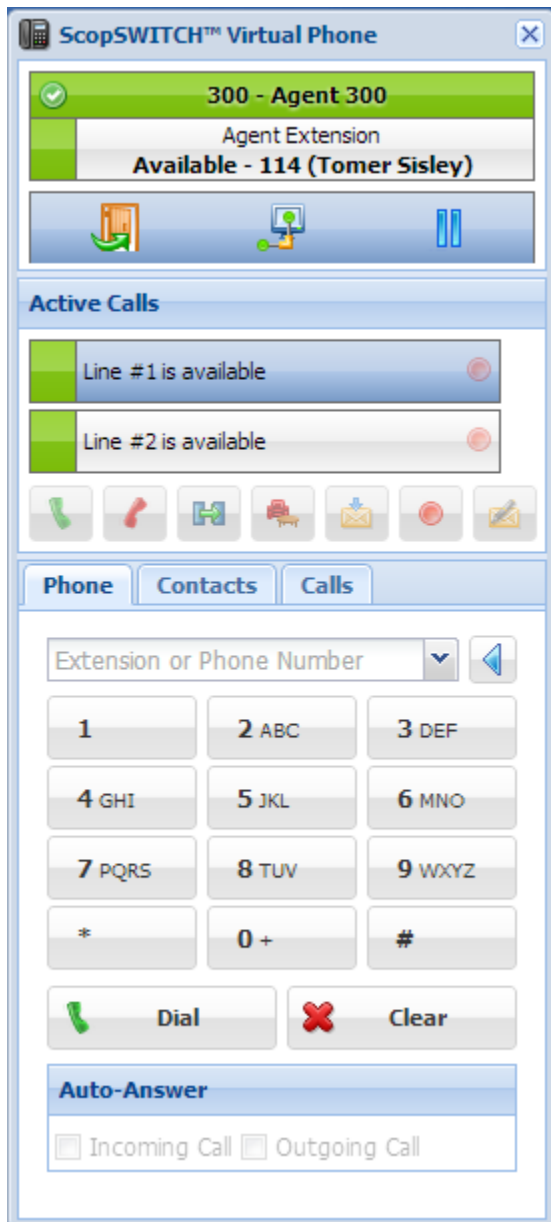 ScopSWITCH™ Virtual Phone
300 - Agent 300
Agent Extension
Available - 114 (Tomer Sisley)
Active Calls
Line #1 is available
Line #2 is available
Phone Contacts Calls
Extension or Phone Number
1 2 ABC 3 DEF
4 GHI 5 JKL 6 MNO
7 PQRS 8 TUV 9 WXYZ
* 0 + #
Dial Clear
Auto-Answer
Incoming Call Outgoing Call